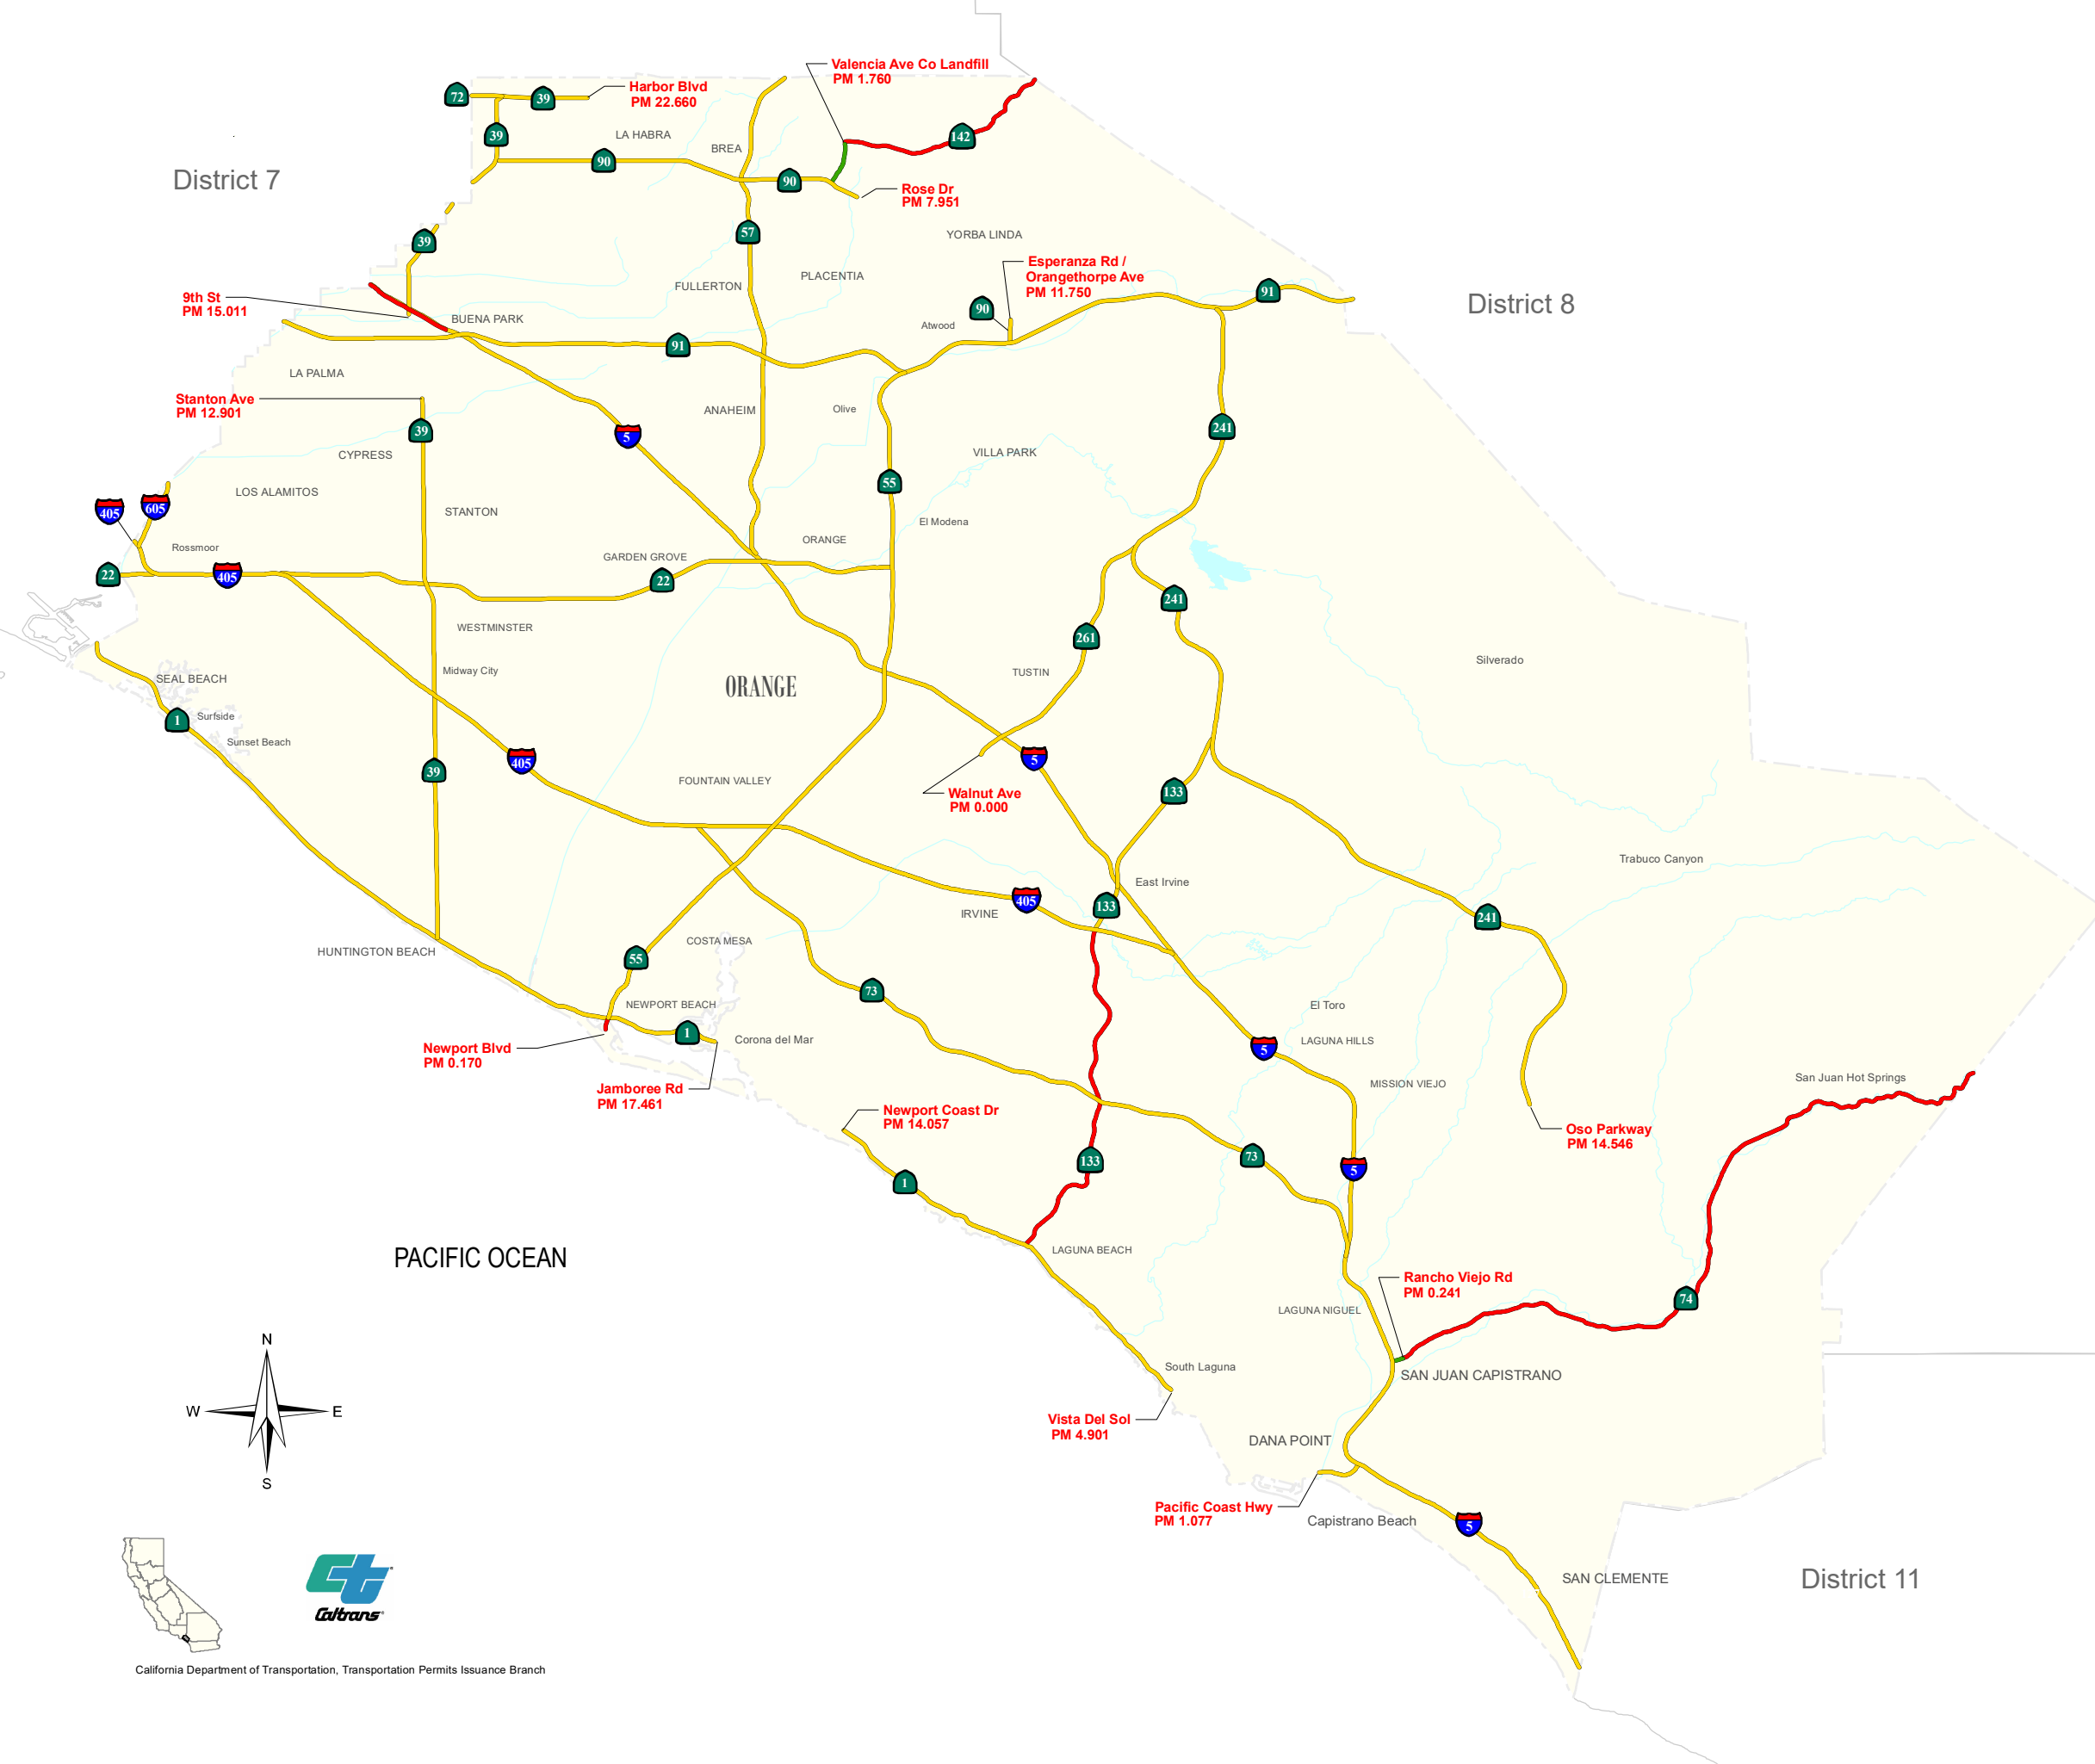 Valencia Ave Co Landfill
PM 1.760
Harbor Blvd
PM 22.660
72
39
39
LA HABRA
BREA
142
90
90
District 7
Rose Dr
PM 7.951
39
57
YORBA LINDA
Esperanza Rd /
Orangethorpe Ave
PM 11.750
PLACENTIA
FULLERTON
91
District 8
9th St
PM 15.011
90
BUENA PARK
Atwood
91
LA PALMA
Stanton Ave
PM 12.901
ANAHEIM
Olive
39
5
241
CYPRESS
VILLA PARK
LOS ALAMITOS
55
405
605
STANTON
El Modena
ORANGE
Rossmoor
GARDEN GROVE
22
405
22
241
WESTMINSTER
261
Midway City
TUSTIN
Silverado
SEAL BEACH
ORANGE
1
Surfside
Sunset Beach
405
39
5
FOUNTAIN VALLEY
Walnut Ave
PM 0.000
133
Trabuco Canyon
East Irvine
405
133
IRVINE
241
COSTA MESA
HUNTINGTON BEACH
55
73
NEWPORT BEACH
El Toro
1
Corona del Mar
LAGUNA HILLS
Newport Blvd
PM 0.170
5
MISSION VIEJO
San Juan Hot Springs
Jamboree Rd
PM 17.461
Newport Coast Dr
PM 14.057
Oso Parkway
PM 14.546
73
133
5
1
LAGUNA BEACH
PACIFIC OCEAN
Rancho Viejo Rd
PM 0.241
74
LAGUNA NIGUEL
N
South Laguna
SAN JUAN CAPISTRANO
W
E
Vista Del Sol
PM 4.901
DANA POINT
S
Pacific Coast Hwy
PM 1.077
Capistrano Beach
5
SAN CLEMENTE
District 11
Caltrans
California Department of Transportation, Transportation Permits Issuance Branch